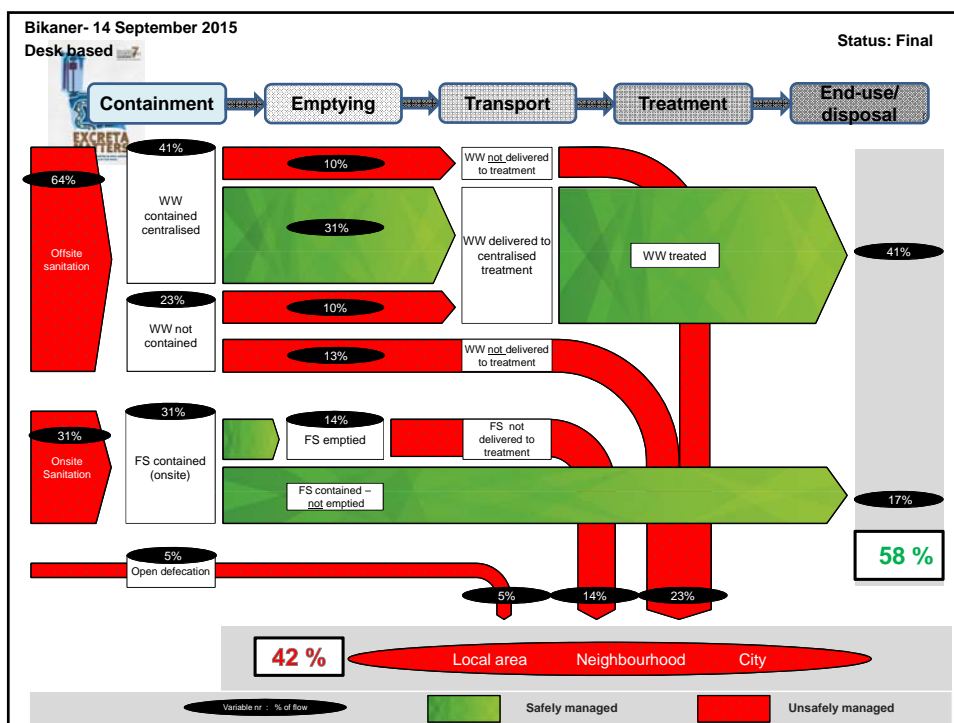 Bikaner- 14 September 2015
Desk based
Status: Final
Containment
Emptying
Transport
Treatment
End-use/
disposal
EXCRETA
MATTERS
64%
Offsite
sanitation
41%
WW
contained
centralised
23%
WW not
contained
10%
31%
10%
13%
WW not delivered
to treatment
WW delivered to
centralised
treatment
WW not delivered
to treatment
WW treated
41%
31%
Onsite
Sanitation
31%
FS contained
(onsite)
14%
FS emptied
FS not
delivered to
treatment
FS contained –
not emptied
17%
58 %
5%
Open defecation
5%
14%
23%
42 %
Local area
Neighbourhood
City
Variable nr : % of flow
Safely managed
Unsafely managed